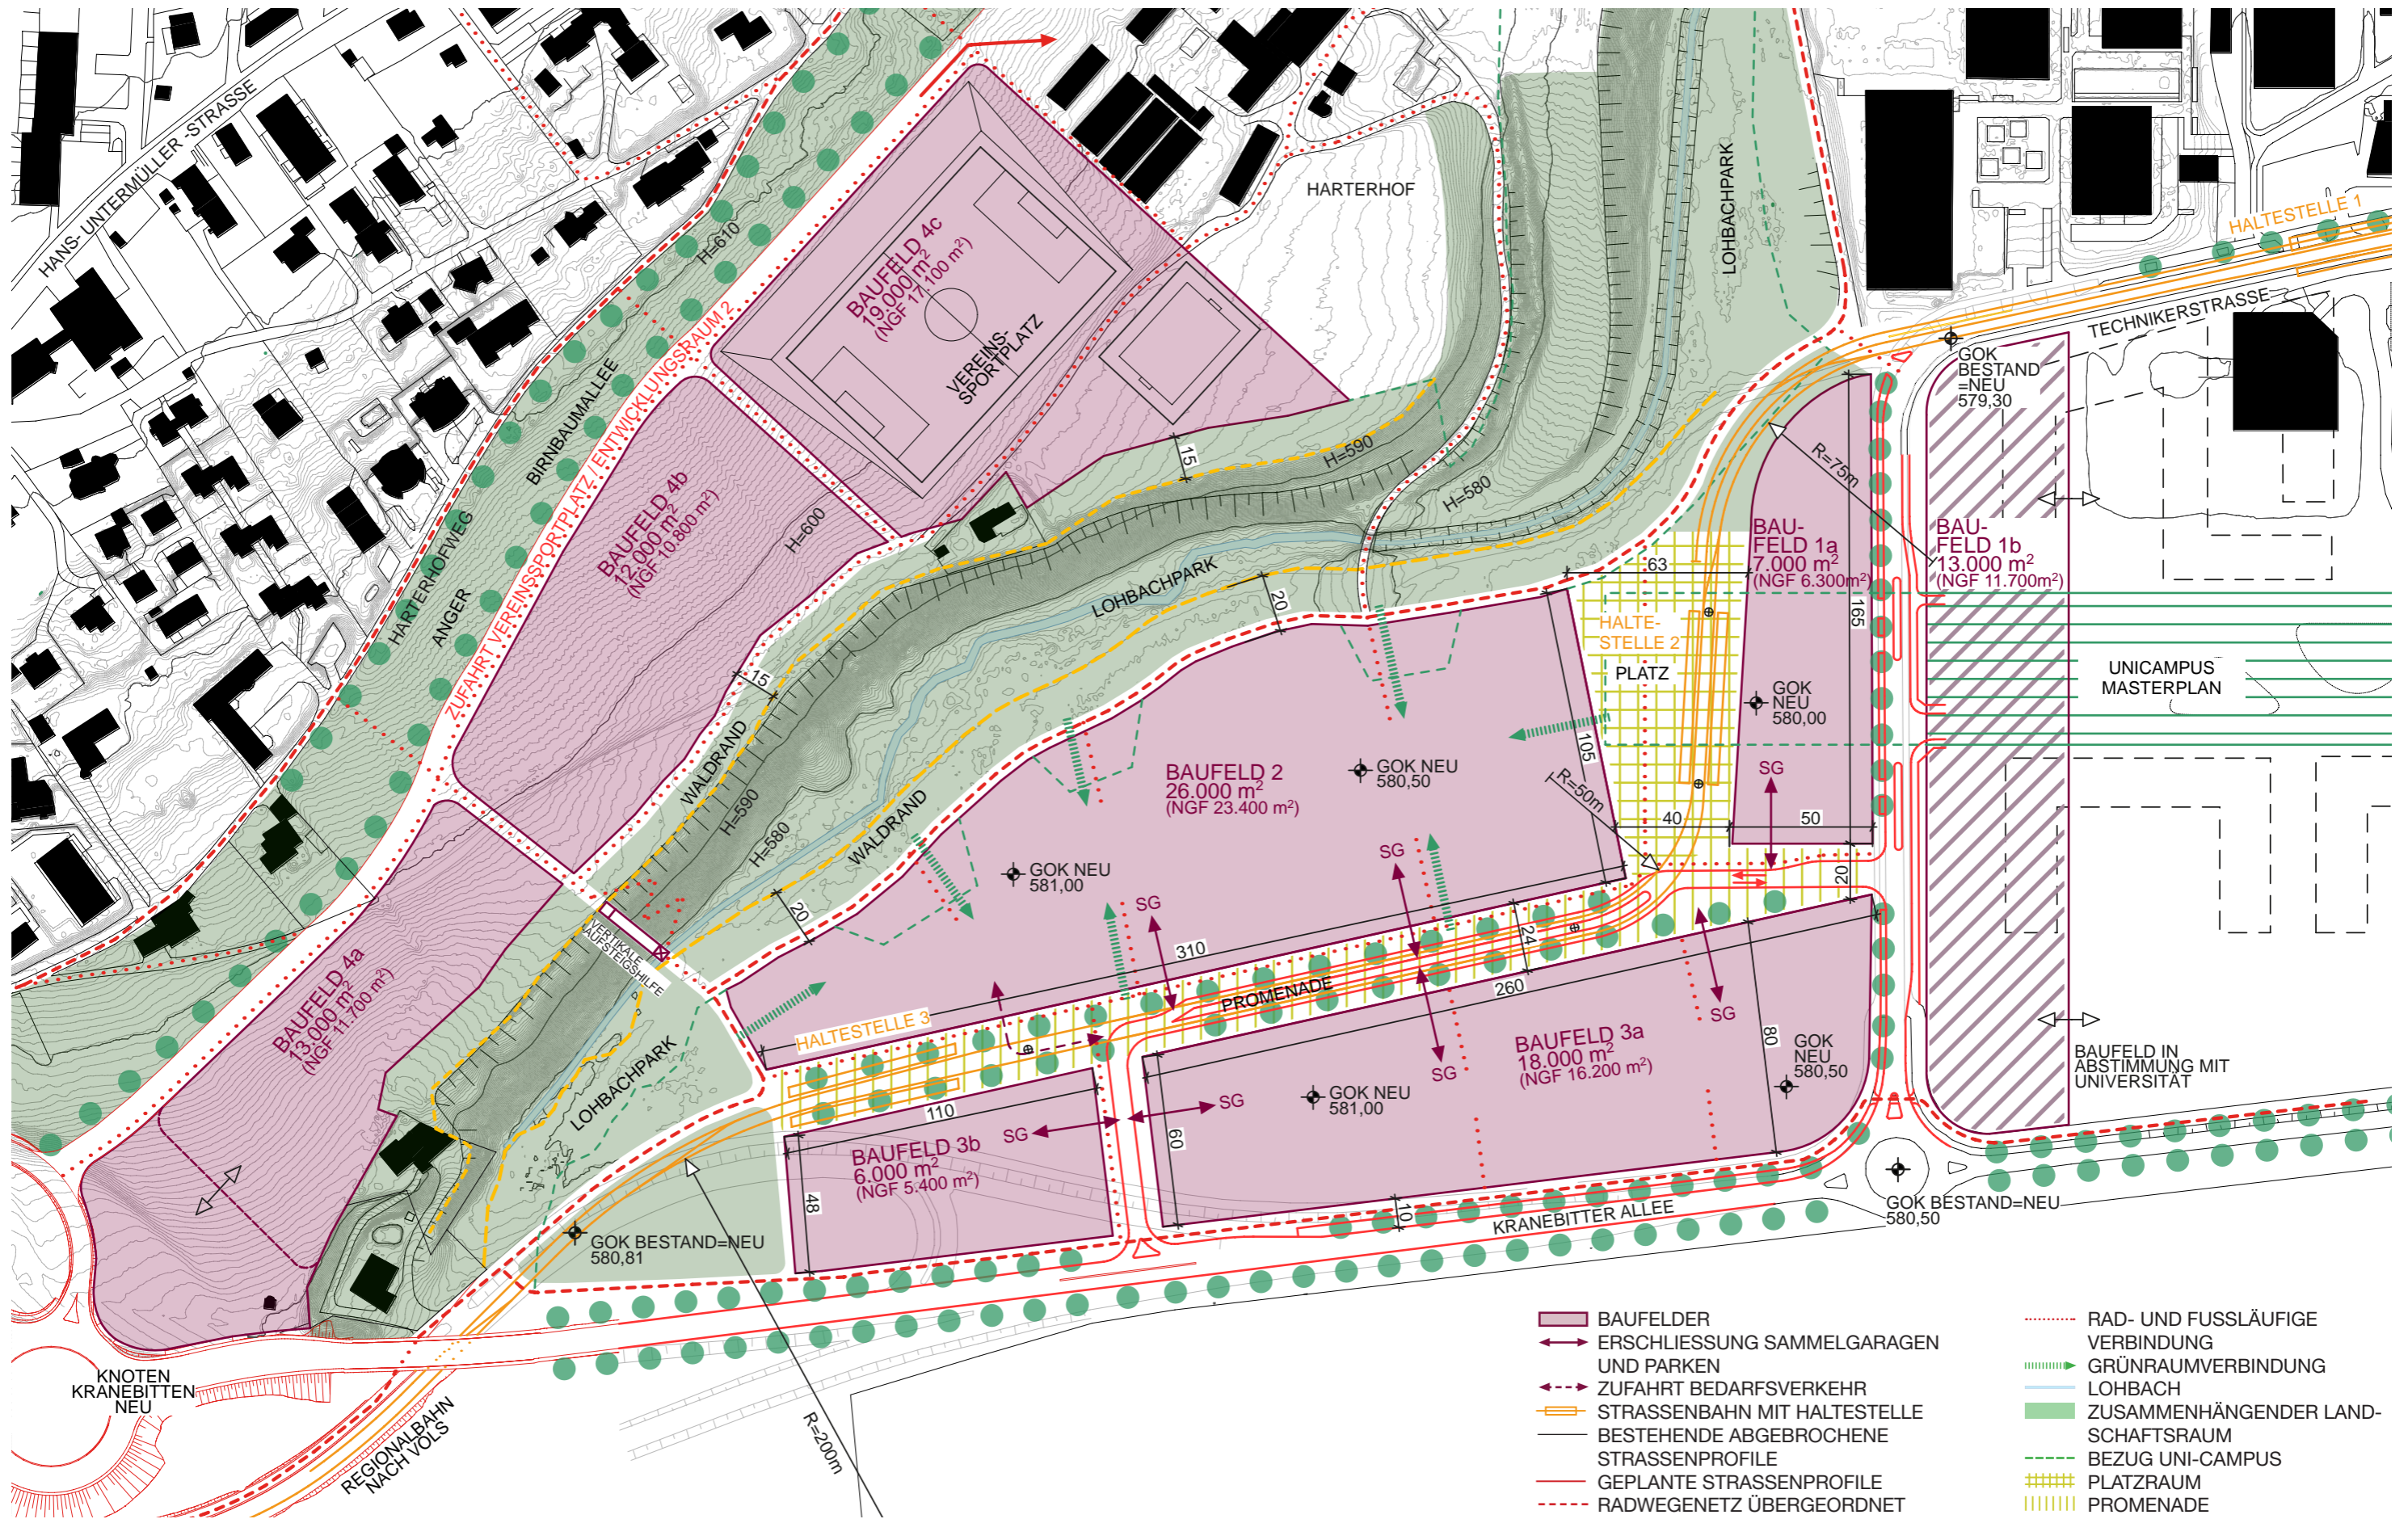 HANS-UNTERMÜLLER-STRASSE
HARTERHOFWEG
ANGER
BIRNBAUMALLEE
H=610
ZUFAHRT VEREINSSPORTPLATZ / ENTWICKLUNGSRAUM 2
BAUFELD 4c
19.000 m²
(NGF 17.100 m²)
VEREINS-
SPORTPLATZ
HARTERHOF
LOHBACHPARK
HALTESTELLE 1
TECHNIKERSTRASSE
GOK
BESTAND
=NEU
579,30
BAUFELD 4b
12.000 m²
(NGF 10.800 m²)
H=600
15
H=590
H=580
R=75m
BAU-
FELD 1a
7.000 m²
(NGF 6.300m²)
BAU-
FELD 1b
13.000 m²
(NGF 11.700m²)
63
165
LOHBACHPARK
20
HALTE-
STELLE 2
PLATZ
GOK
NEU
580,00
UNICAMPUS
MASTERPLAN
15
WALDRAND
H=590
H=580
WALDRAND
20
BAUFELD 2
26.000 m²
(NGF 23.400 m²)
GOK NEU
580,50
105
R=50m
SG
40
50
20
GOK NEU
581,00
SG
SG
310
24
VERTIKALE
AUFSTEIGSHILFE
BAUFELD 4a
13.000 m²
(NGF 11.700 m²)
PROMENADE
260
SG
HALTESTELLE 3
BAUFELD 3a
18.000 m²
(NGF 16.200 m²)
80
GOK
NEU
580,50
SG
GOK NEU
581,00
BAUFELD IN
ABSTIMMUNG MIT
UNIVERSITÄT
LOHBACHPARK
110
SG
SG
60
BAUFELD 3b
6.000 m²
(NGF 5.400 m²)
48
10
KRANEBITTER ALLEE
GOK BESTAND=NEU
580,50
GOK BESTAND=NEU
580,81
KNOTEN
KRANEBITTEN
NEU
REGIONALBAHN
NACH VÖLS
R=200m
BAUFELDER
ERSCHLIESSUNG SAMMELGARAGEN
UND PARKEN
ZUFAHRT BEDARFSVERKEHR
STRASSENBAHN MIT HALTESTELLE
BESTEHENDE ABGEBROCHENE
STRASSENPROFILE
GEPLANTE STRASSENPROFILE
RADWEGENETZ ÜBERGEORDNET
RAD- UND FUSSLÄUFIGE
VERBINDUNG
GRÜNRAUMVERBINDUNG
LOHBACH
ZUSAMMENHÄNGENDER LAND-
SCHAFTSRAUM
BEZUG UNI-CAMPUS
PLATZRAUM
PROMENADE